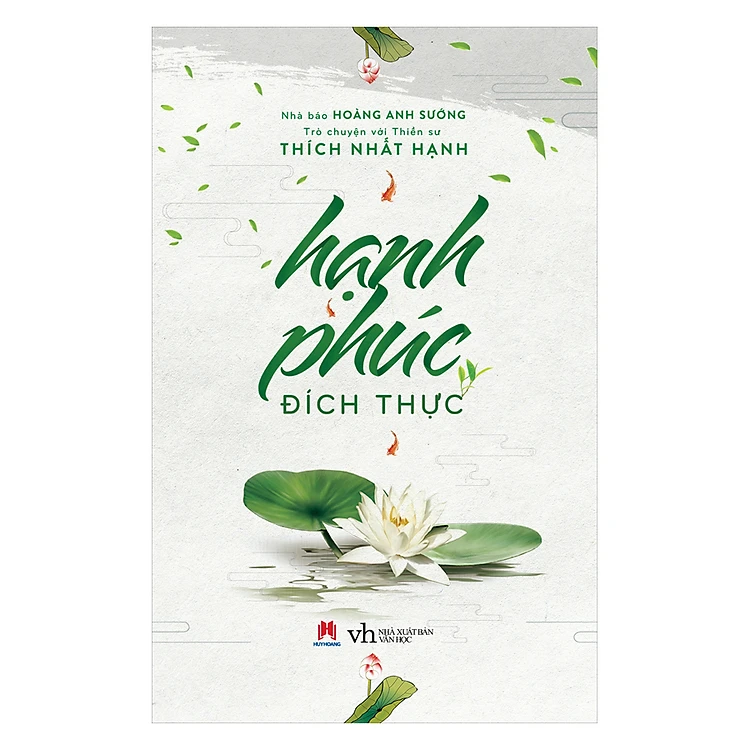 Nhà báo HOÀNG ANH SƯỚNG
Trò chuyện với Thiền sư
THÍCH NHẤT HẠNH
hạnh
phúc
ĐÍCH THỰC
HUYHOANG
vh NHÀ XUẤT BẢN
VĂN HỌC